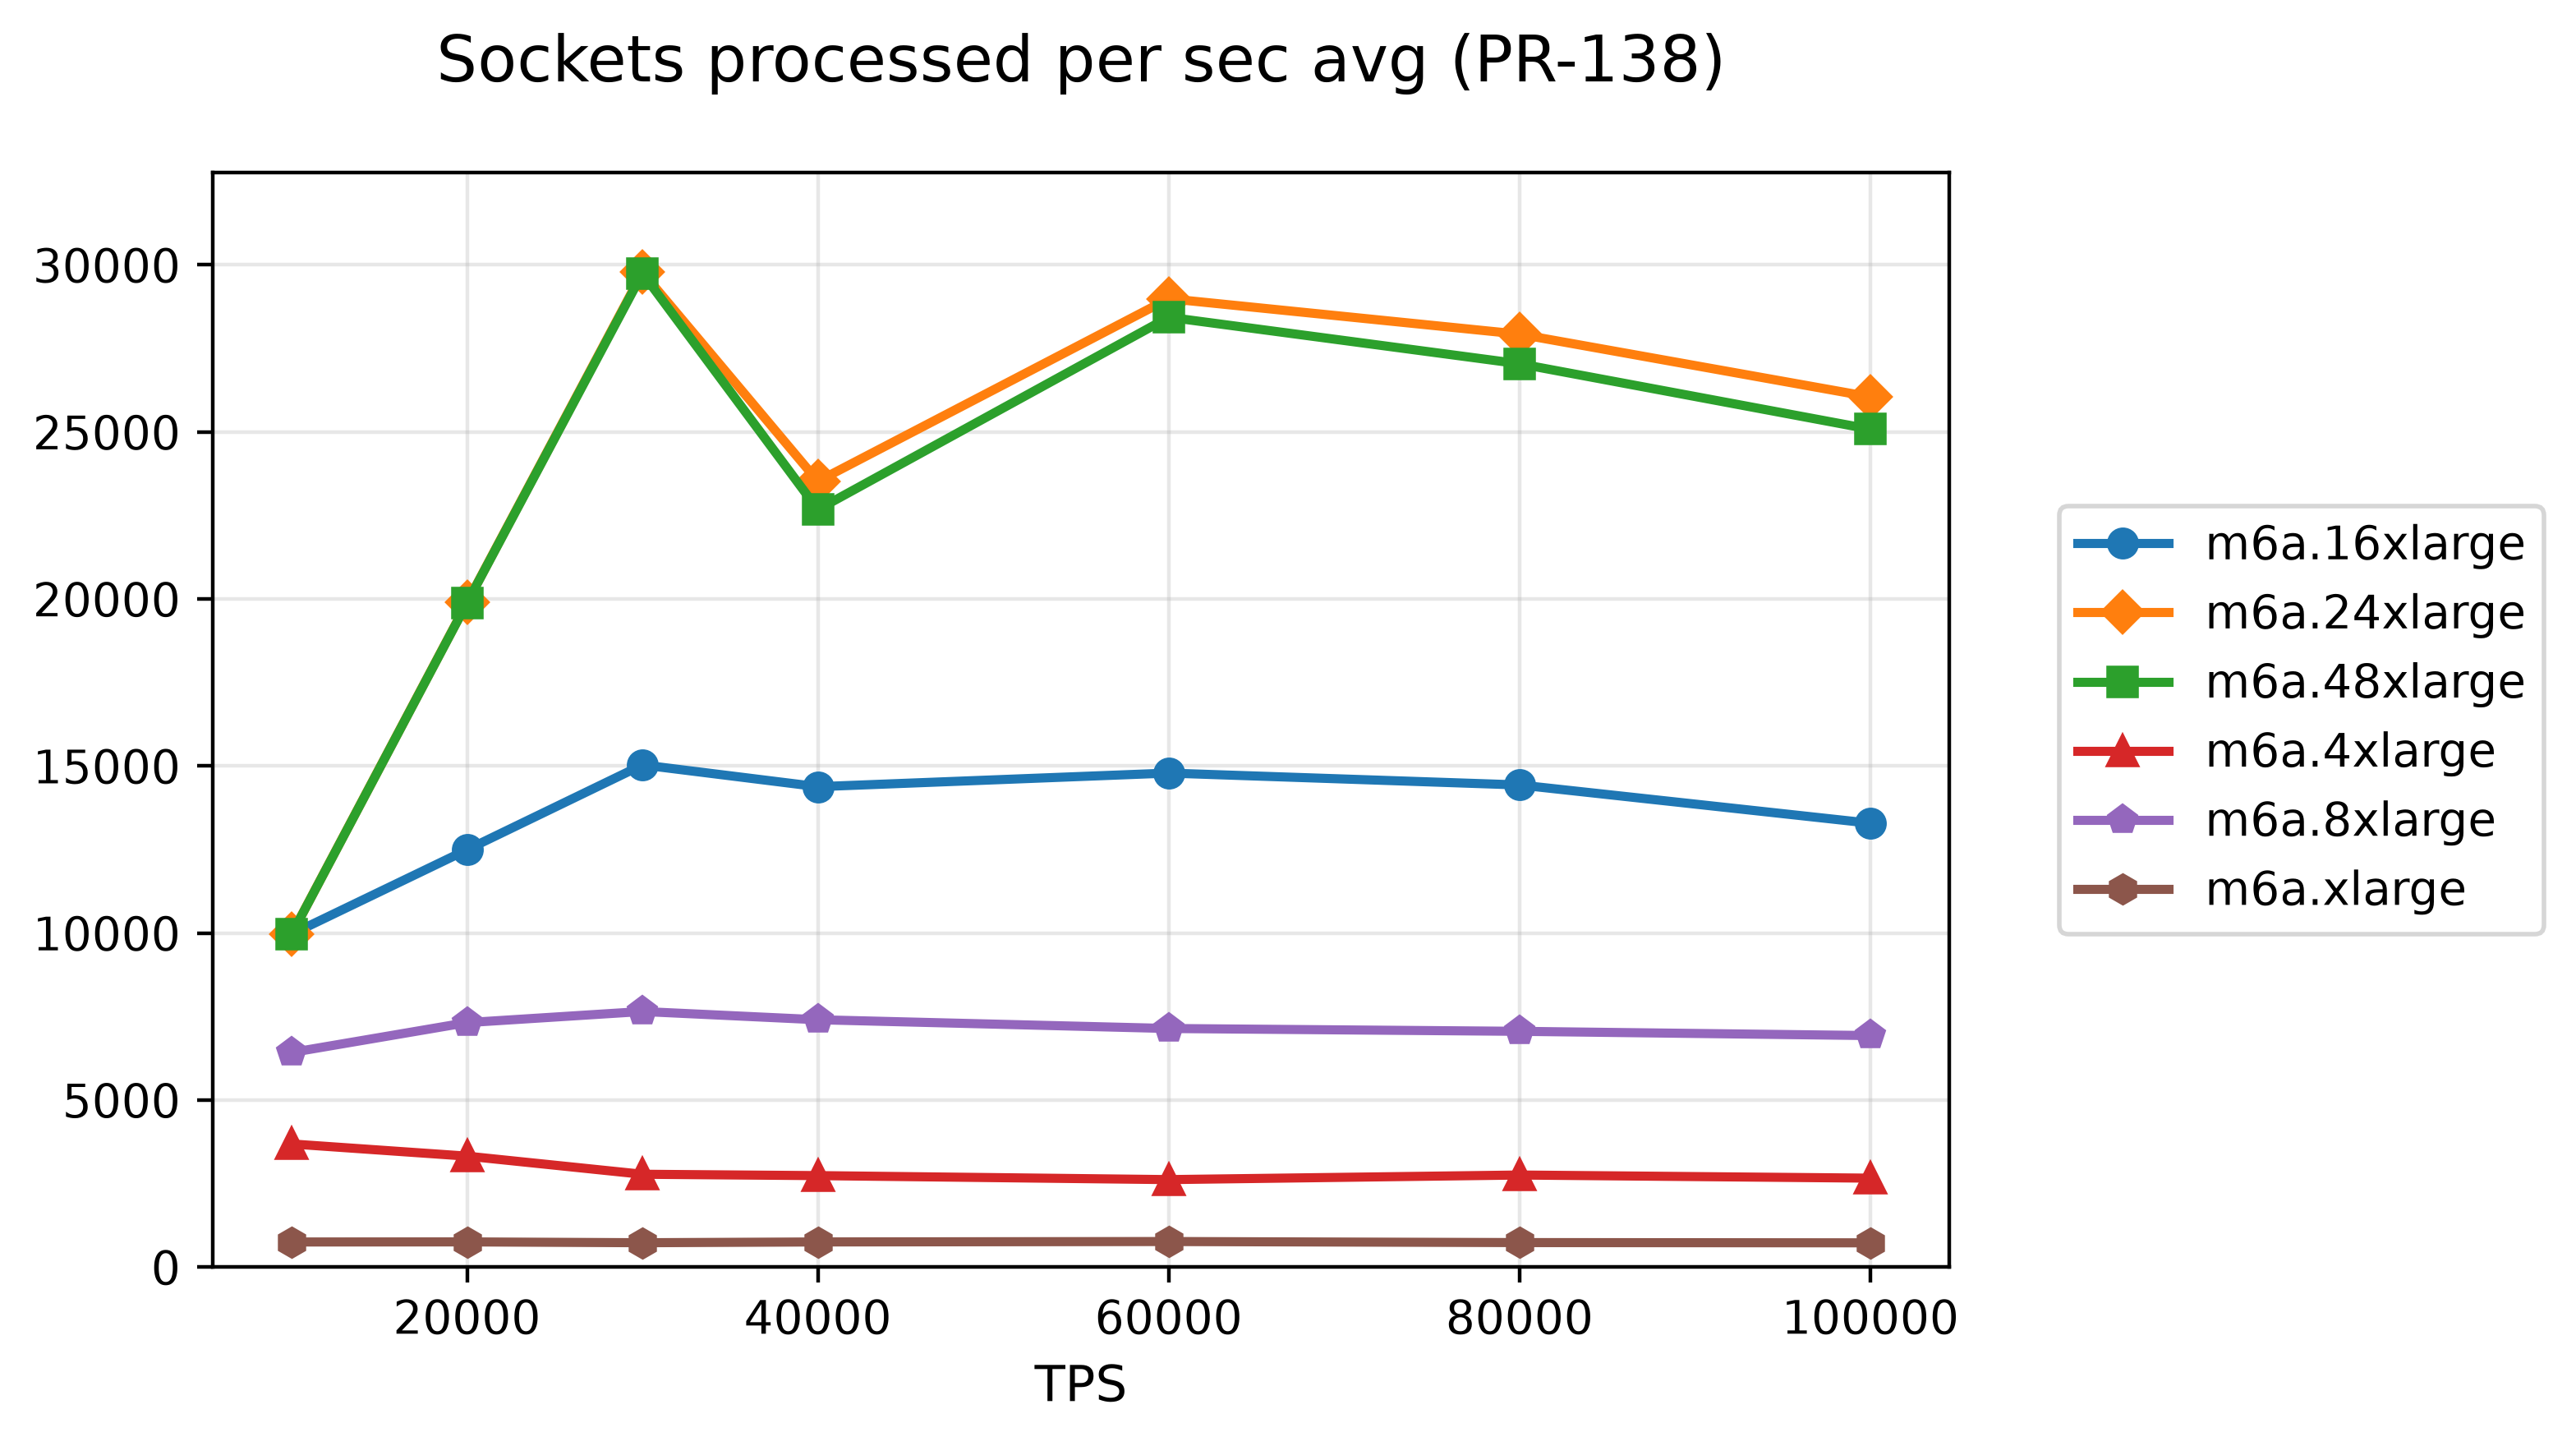 Sockets processed per sec avg (PR-138)
30000
25000
20000
15000
10000
5000
0
20000 40000 60000 80000 100000
TPS
m6a.16xlarge
m6a.24xlarge
m6a.48xlarge
m6a.4xlarge
m6a.8xlarge
m6a.xlarge